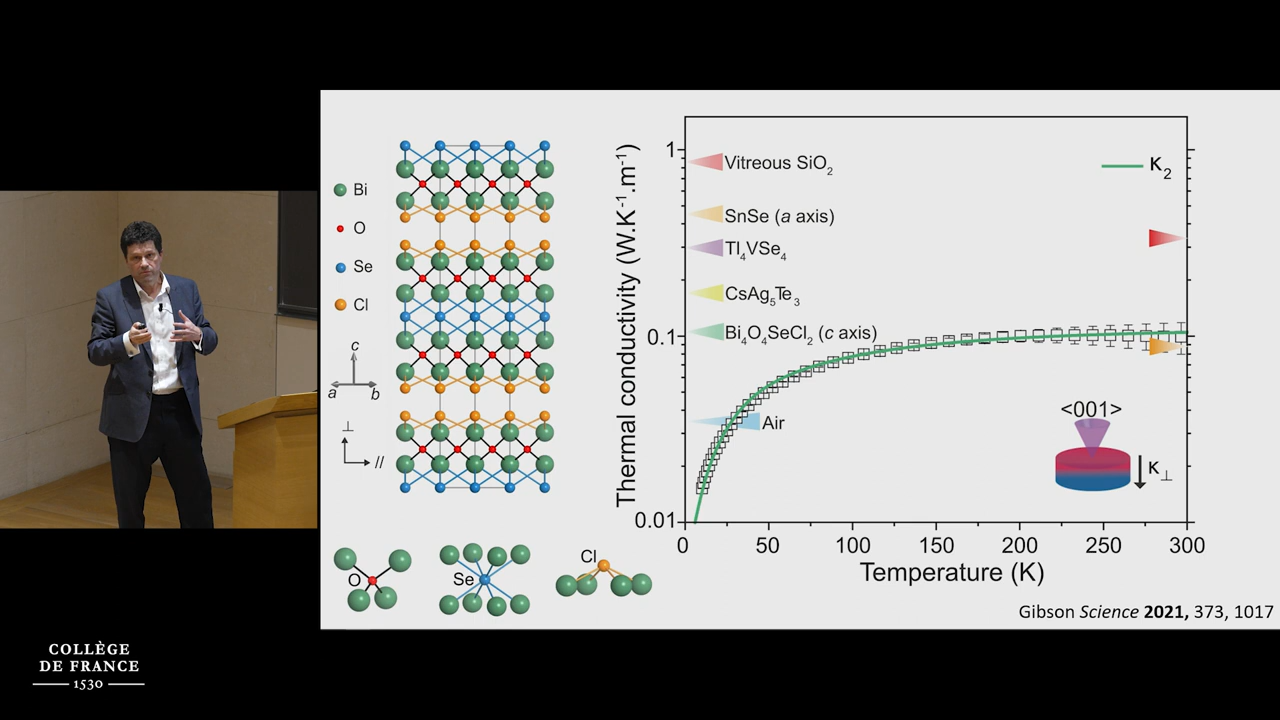 Bi
O
Se
Cl
c
a
b
⊥
//
O
Se
Cl
Thermal conductivity (W.K⁻¹.m⁻¹)
1
0.1
0.01
Vitreous SiO₂
SnSe (a axis)
Tl₄VSe₄
CsAg₅Te₃
Bi₄O₄SeCl₂ (c axis)
Air
κ₂
<001>
κ⊥
0 50 100 150 200 250 300
Temperature (K)
Gibson Science 2021, 373, 1017
COLLÈGE
DE FRANCE
1530